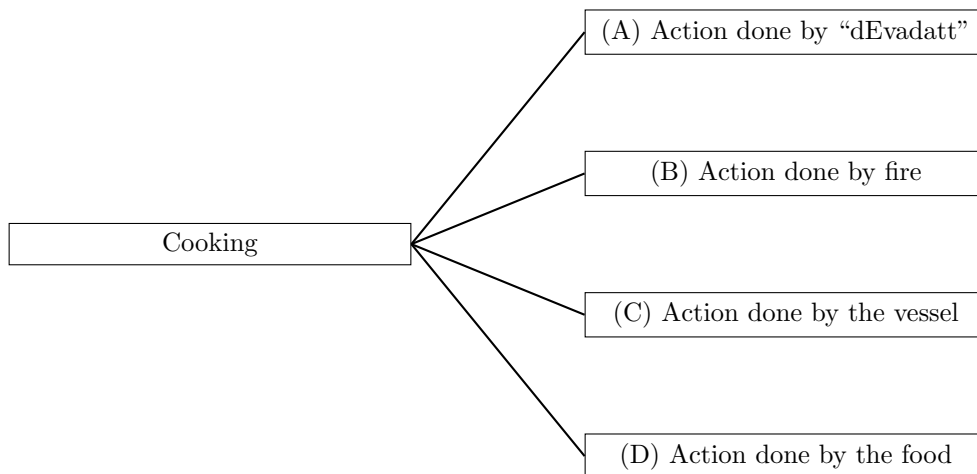 (A) Action done by “dEvadatt”
(B) Action done by fire
Cooking
(C) Action done by the vessel
(D) Action done by the food